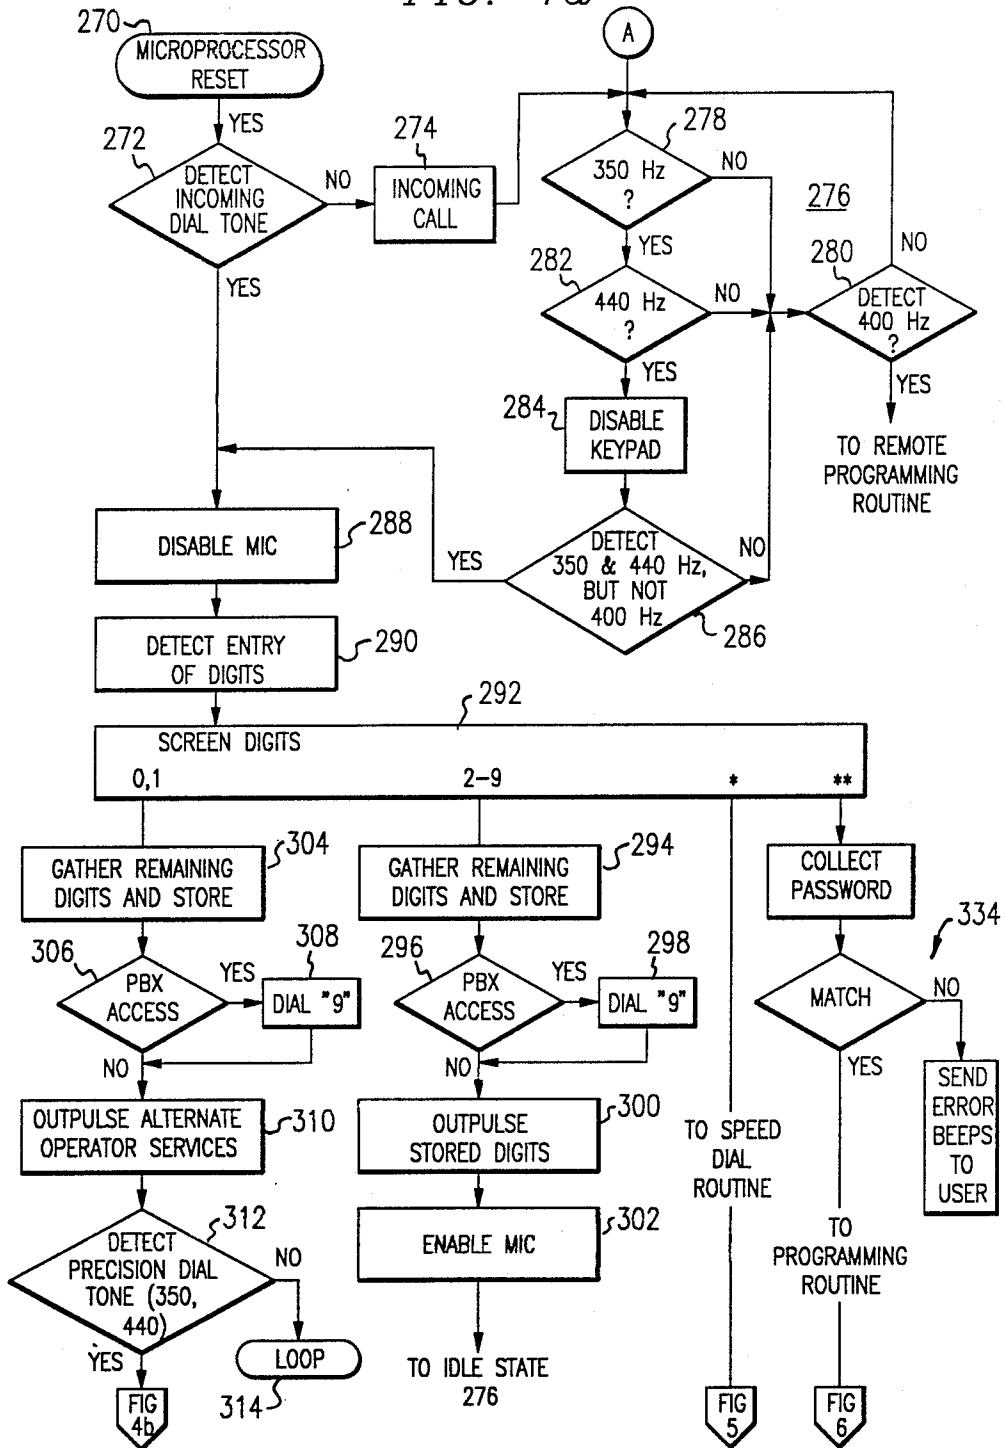 FIG. 4a
270
MICROPROCESSOR
RESET
YES
272
DETECT
INCOMING
DIAL TONE
NO
274
INCOMING
CALL
YES
A
278
350 Hz
?
NO
YES
276
282
440 Hz
?
NO
YES
280
DETECT
400 Hz
?
NO
YES
TO REMOTE
PROGRAMMING
ROUTINE
284
DISABLE
KEYPAD
DETECT
350 & 440 Hz,
BUT NOT
400 Hz
YES
NO
286
DISABLE MIC
288
DETECT ENTRY
OF DIGITS
290
292
SCREEN DIGITS
0,1
2-9
*
**
GATHER REMAINING
DIGITS AND STORE
304
306
PBX
ACCESS
YES
308
DIAL "9"
NO
OUTPULSE ALTERNATE
OPERATOR SERVICES
310
312
DETECT
PRECISION DIAL
TONE (350,
440)
NO
LOOP
314
YES
FIG
4b
GATHER REMAINING
DIGITS AND STORE
294
296
PBX
ACCESS
YES
298
DIAL "9"
NO
OUTPULSE
STORED DIGITS
300
ENABLE MIC
302
TO IDLE STATE
276
TO SPEED
DIAL
ROUTINE
FIG
5
COLLECT
PASSWORD
334
MATCH
NO
YES
SEND
ERROR
BEEPS
TO
USER
TO
PROGRAMMING
ROUTINE
FIG
6